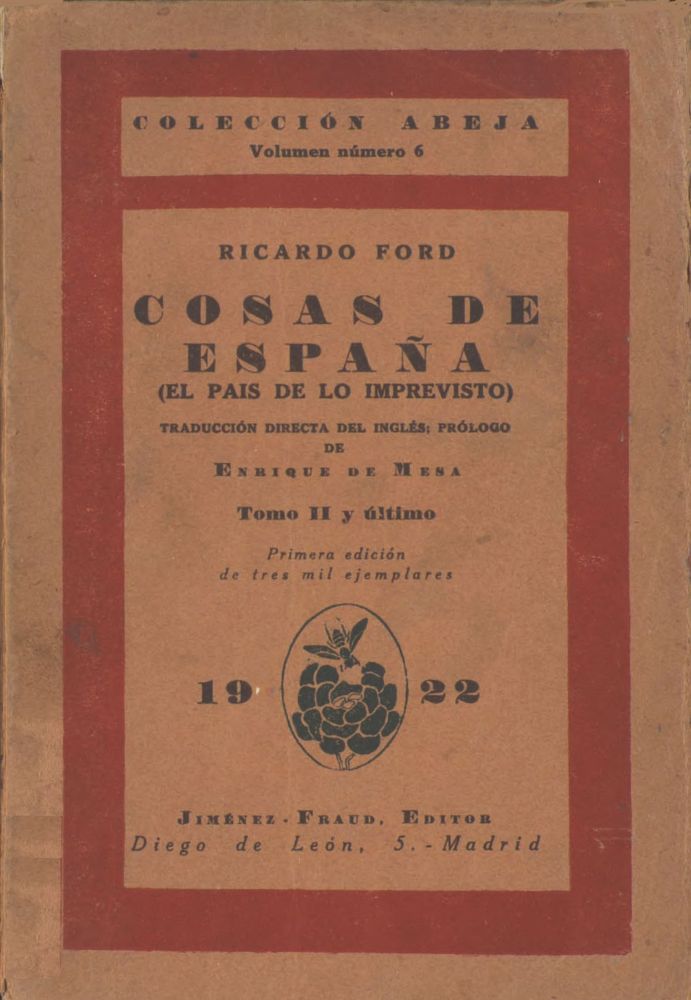 COLECCIÓN ABEJA
Volumen número 6
RICARDO FORD
COSAS DE
ESPAÑA
(EL PAIS DE LO IMPREVISTO)
TRADUCCIÓN DIRECTA DEL INGLÉS; PRÓLOGO
DE
ENRIQUE DE MESA
Tomo II y último
Primera edición
de tres mil ejemplares
19 22
JIMÉNEZ-FRAUD, EDITOR
Diego de León, 5.-Madrid